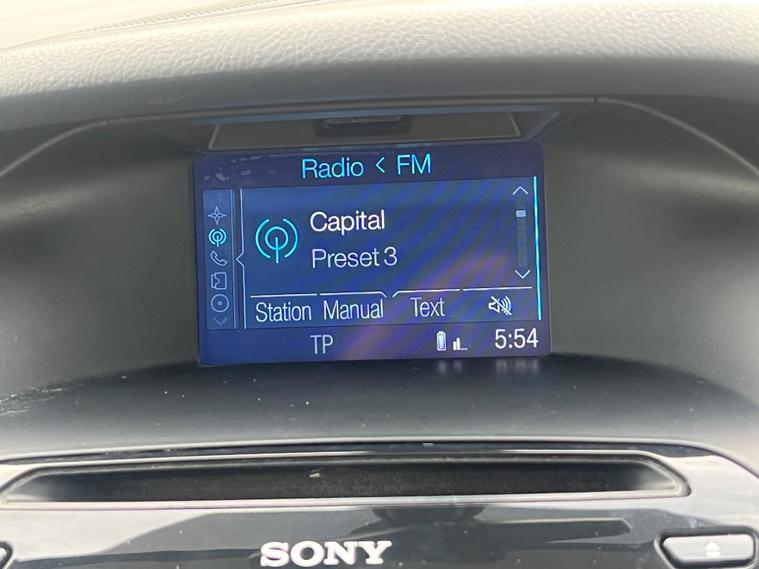 Radio < FM
Capital
Preset 3
Station Manual Text
TP 5:54
SONY